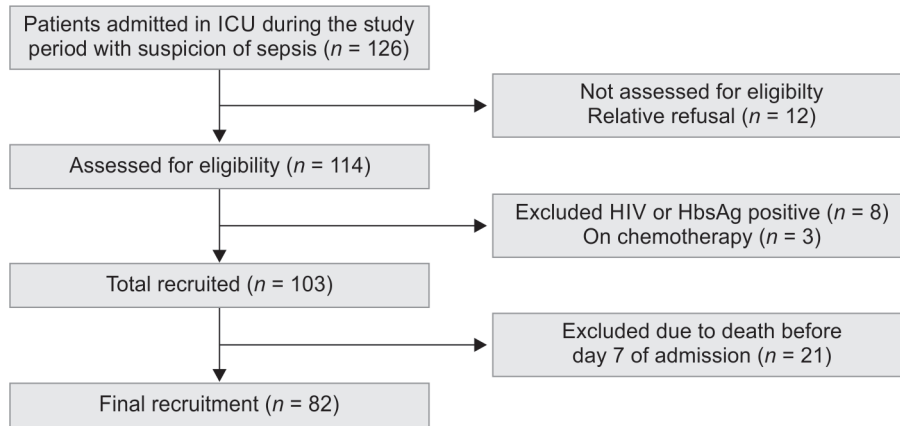 Patients admitted in ICU during the study
period with suspicion of sepsis (n = 126)
Not assessed for eligibilty
Relative refusal (n = 12)
Assessed for eligibility (n = 114)
Excluded HIV or HbsAg positive (n = 8)
On chemotherapy (n = 3)
Total recruited (n = 103)
Excluded due to death before
day 7 of admission (n = 21)
Final recruitment (n = 82)